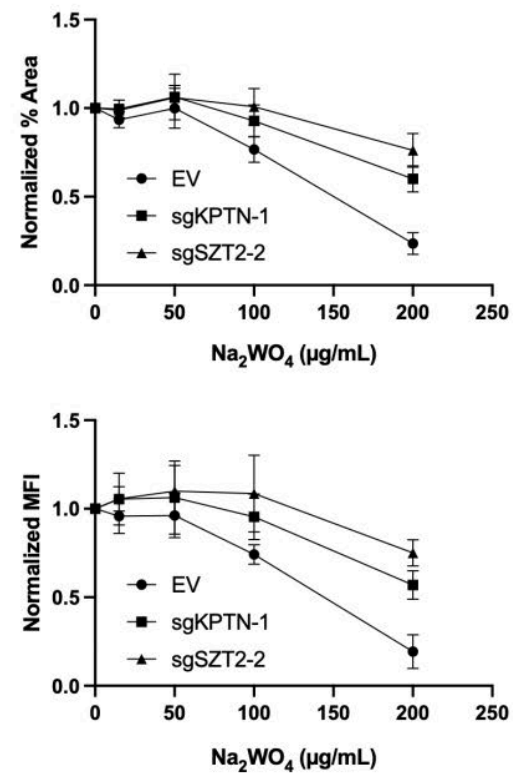 1.5
1.0
0.5
0.0
Normalized % Area
EV
sgKPTN-1
sgSZT2-2
0 50 100 150 200 250
Na₂WO₄ (µg/mL)
1.5
1.0
0.5
0.0
Normalized MFI
EV
sgKPTN-1
sgSZT2-2
0 50 100 150 200 250
Na₂WO₄ (µg/mL)